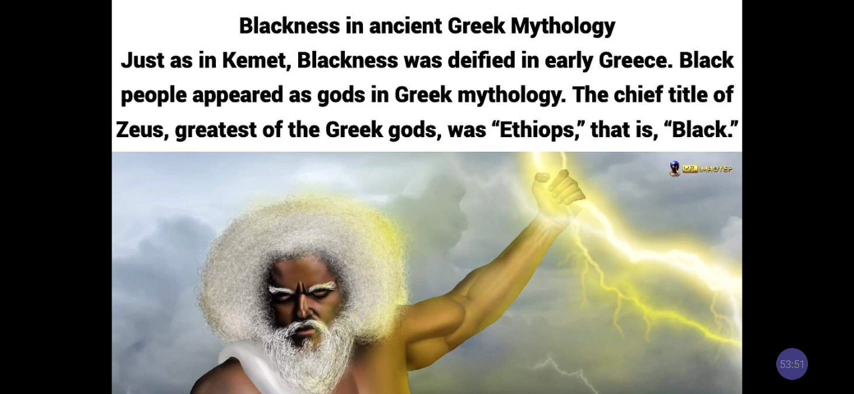 Blackness in ancient Greek Mythology
Just as in Kemet, Blackness was deified in early Greece. Black
people appeared as gods in Greek mythology. The chief title of
Zeus, greatest of the Greek gods, was “Ethiops,” that is, “Black.”
53:51